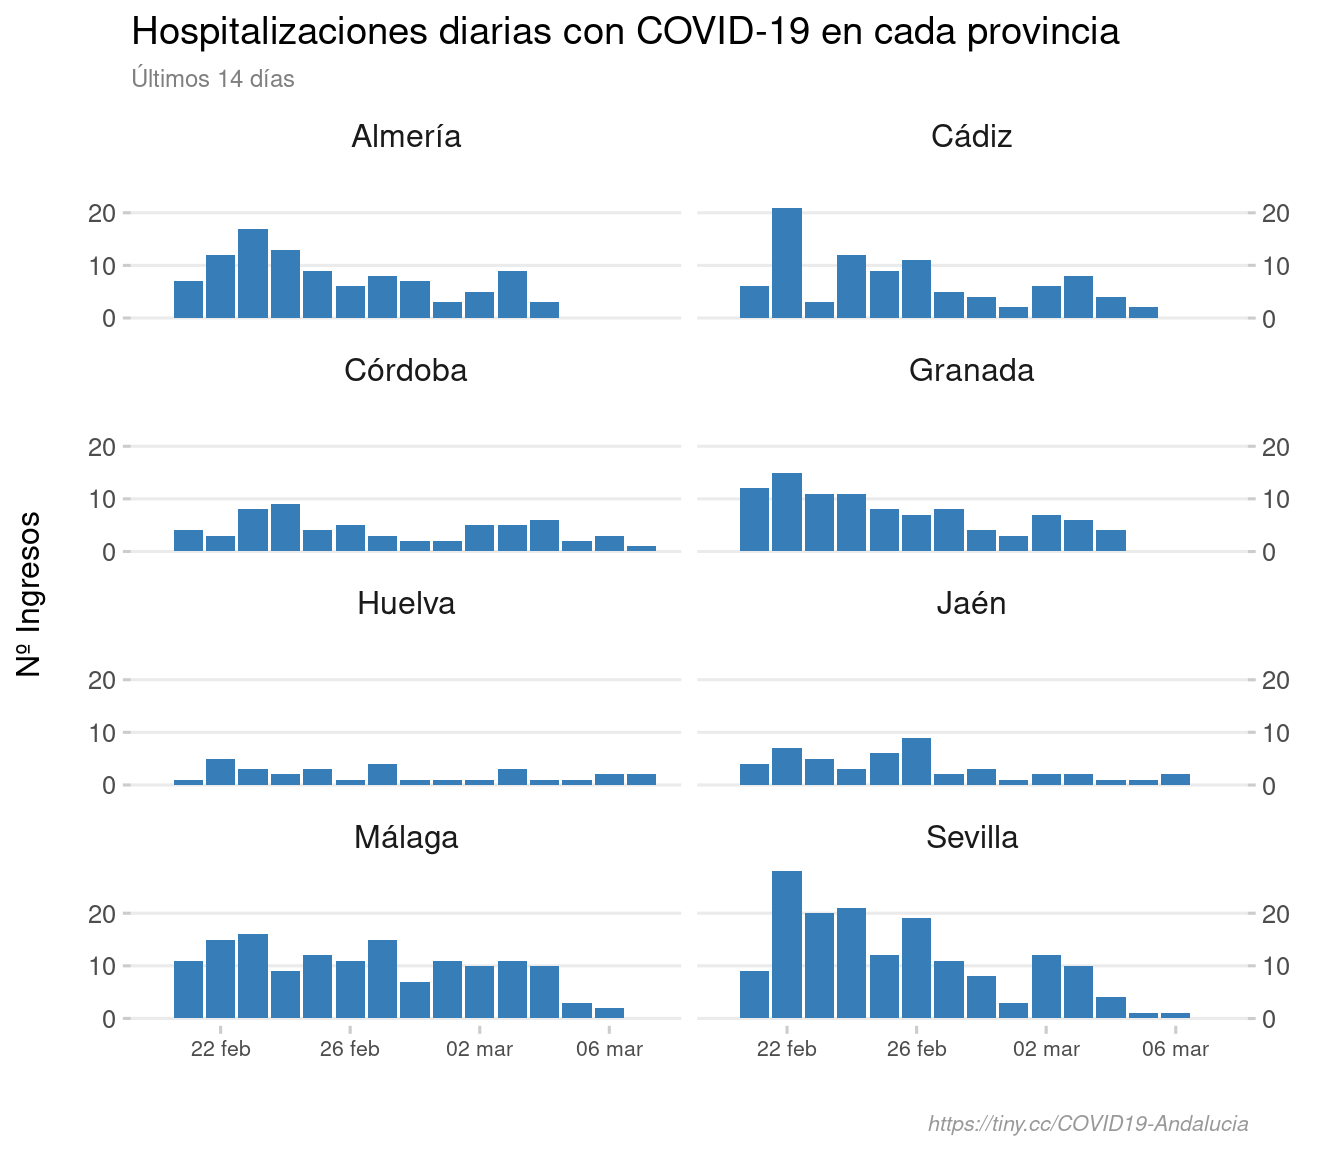 Hospitalizaciones diarias con COVID-19 en cada provincia
Últimos 14 días
Almería Cádiz
20 20
10 10
0 0
Córdoba Granada
20 20
10 10
0 0
Nº Ingresos
Huelva Jaén
20 20
10 10
0 0
Málaga Sevilla
20 20
10 10
0 0
22 feb 26 feb 02 mar 06 mar 22 feb 26 feb 02 mar 06 mar
https://tiny.cc/COVID19-Andalucia